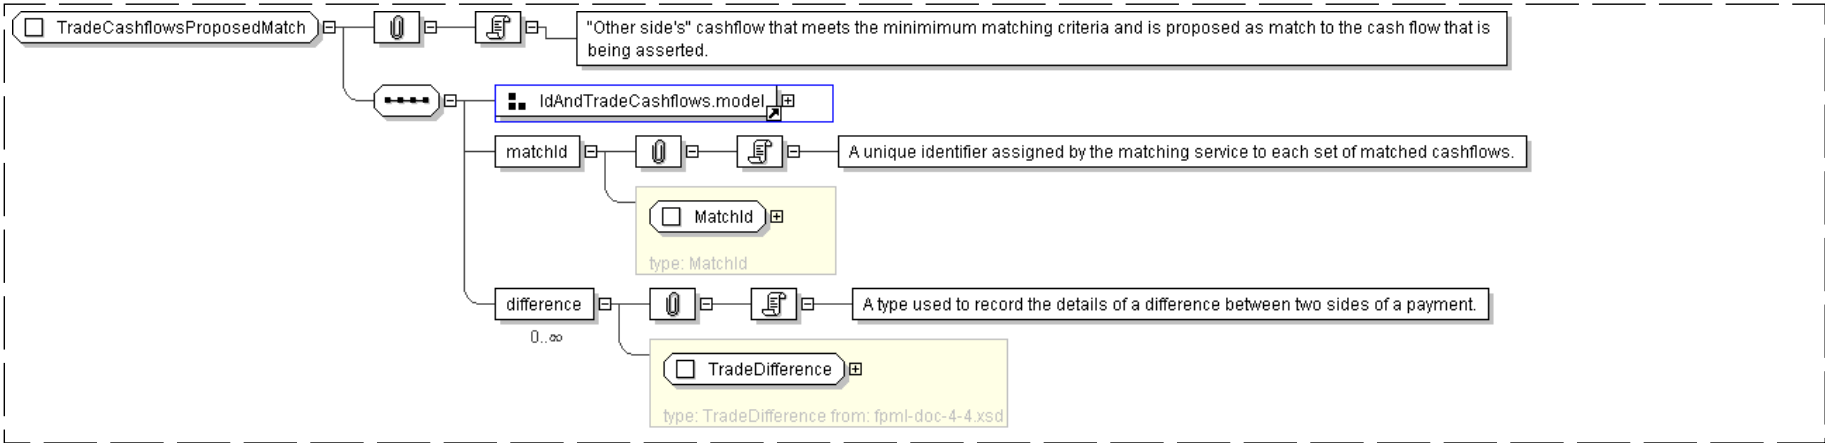 TradeCashflowsProposedMatch
"Other side's" cashflow that meets the minimimum matching criteria and is proposed as match to the cash flow that is
being asserted.
IdAndTradeCashflows.model
matchId
A unique identifier assigned by the matching service to each set of matched cashflows.
MatchId
type: MatchId
difference
A type used to record the details of a difference between two sides of a payment.
0..∞
TradeDifference
type: TradeDifference from: fpml-doc-4-4.xsd